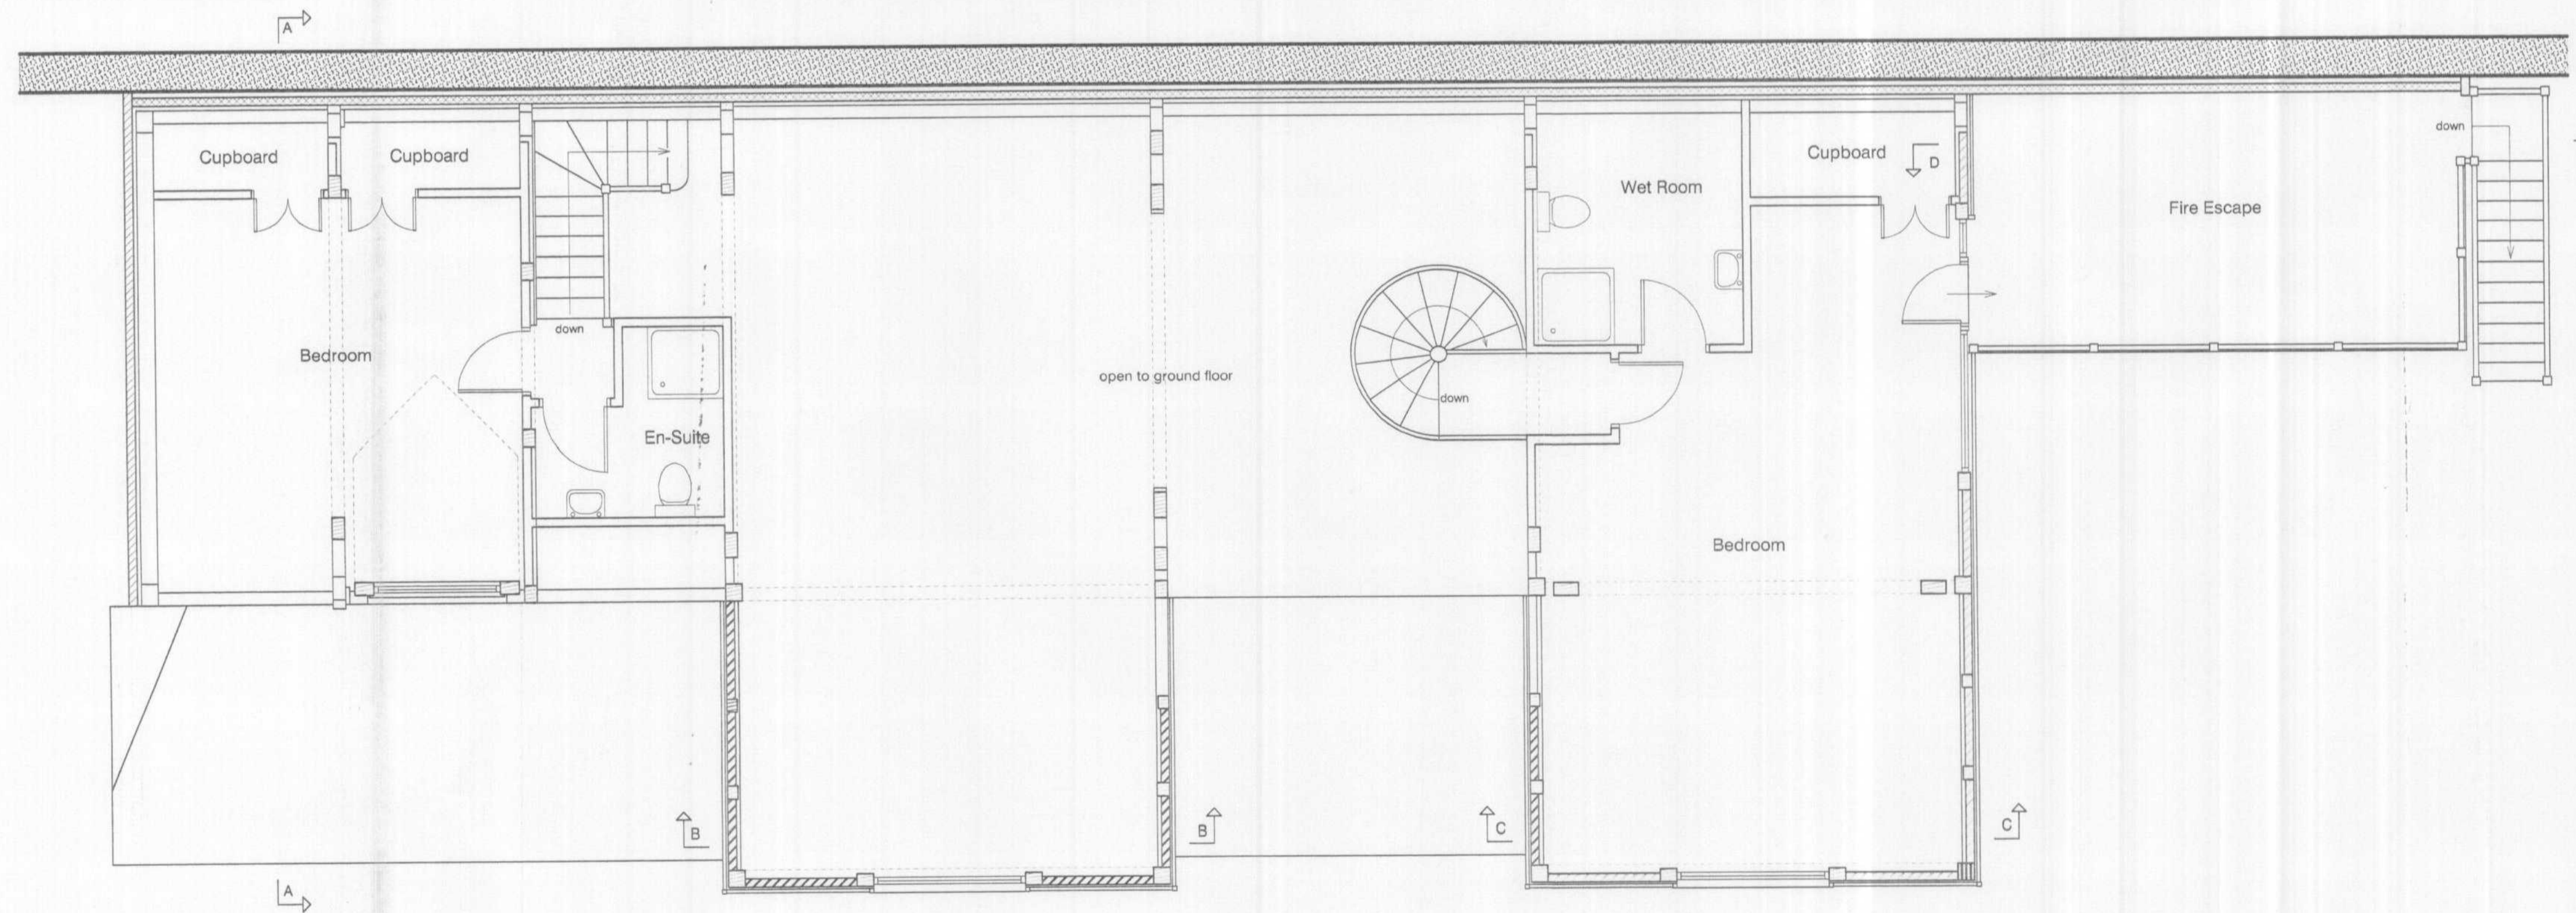 A
Cupboard
Cupboard
Bedroom
down
En-Suite
open to ground floor
down
Wet Room
Cupboard
D
Bedroom
Fire Escape
down
B
B
C
C
A